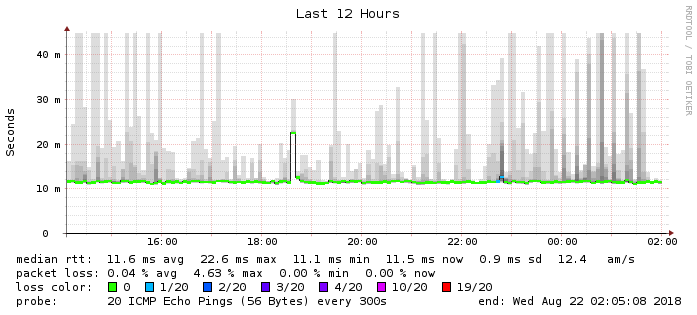 Last 12 Hours
RRDTOOL / TOBI OETIKER
Seconds
40 m
30 m
20 m
10 m
0
16:00 18:00 20:00 22:00 00:00 02:00
median rtt: 11.6 ms avg 22.6 ms max 11.1 ms min 11.5 ms now 0.9 ms sd 12.4 am/s
packet loss: 0.04 % avg 4.63 % max 0.00 % min 0.00 % now
loss color: 0 1/20 2/20 3/20 4/20 10/20 19/20
probe: 20 ICMP Echo Pings (56 Bytes) every 300s end: Wed Aug 22 02:05:08 2018